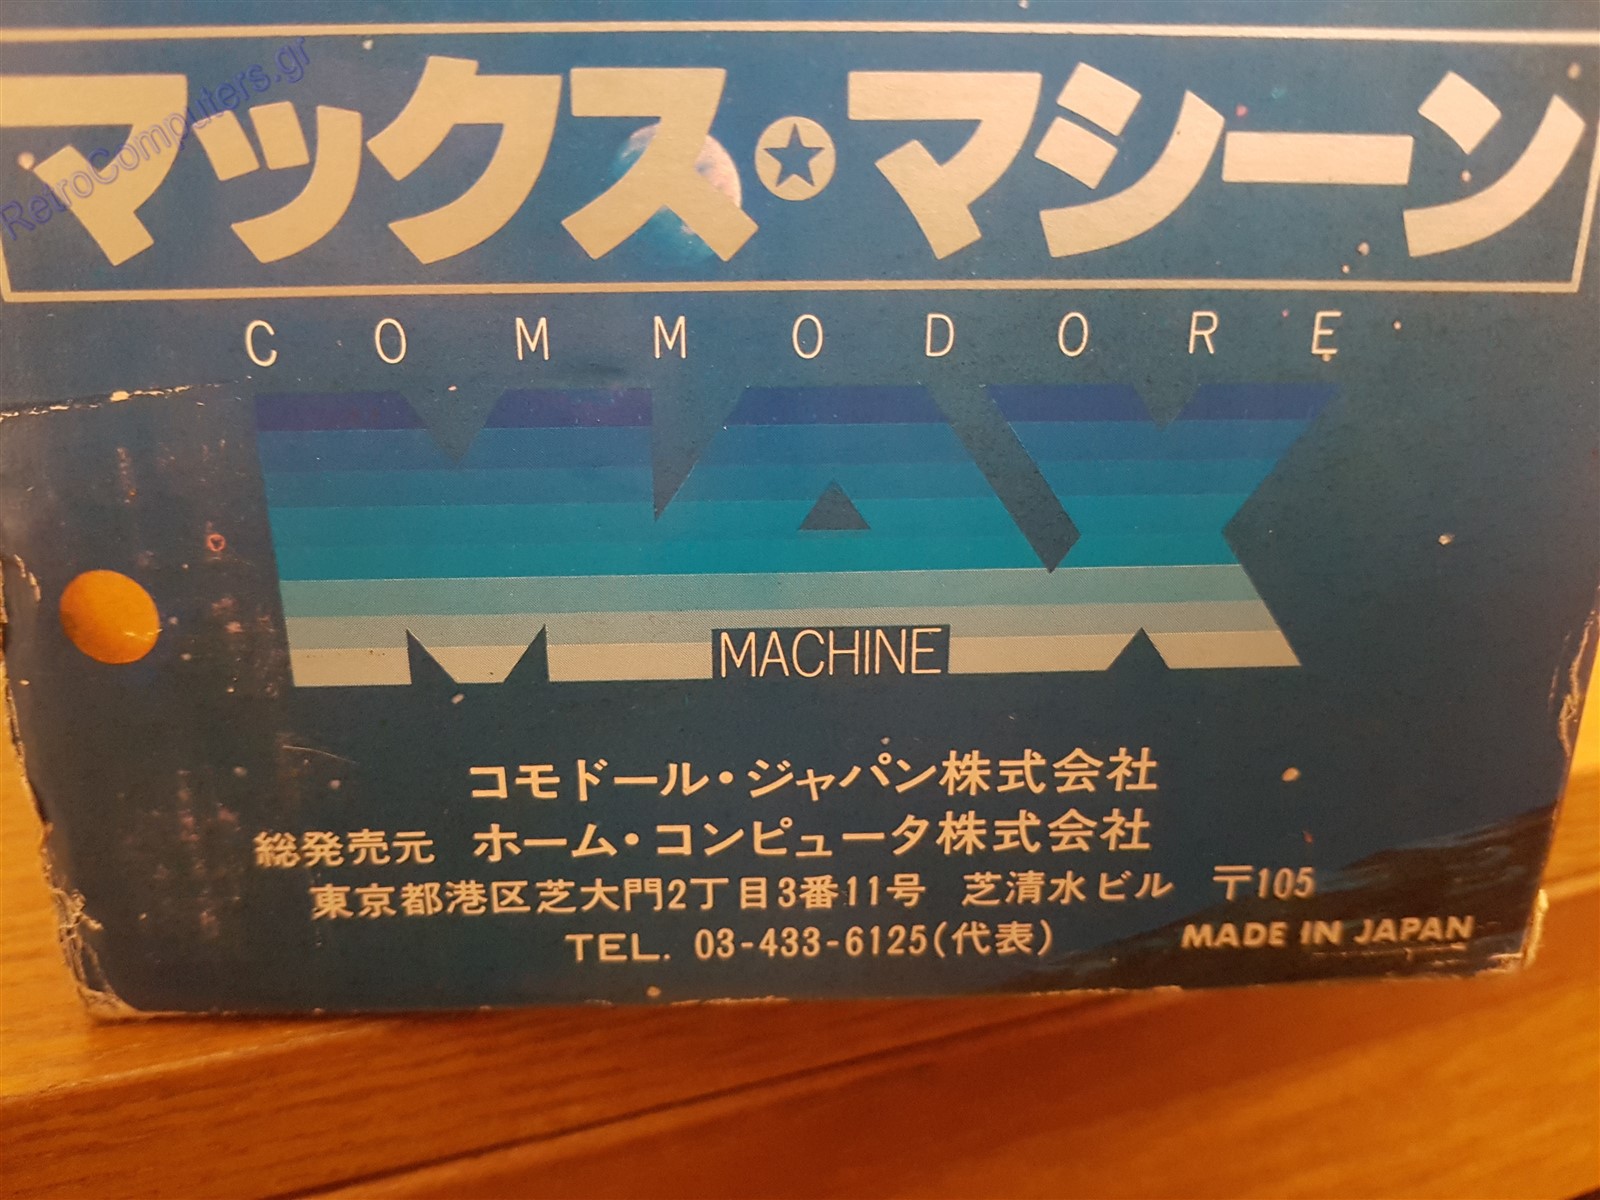 RetroComputers.gr
マックス★マシーン
COMMODORE
MAX
MACHINE
コモドール・ジャパン株式会社
総発売元 ホーム・コンピュータ株式会社
東京都港区芝大門2丁目3番11号 芝清水ビル 〒105
TEL. 03-433-6125(代表)
MADE IN JAPAN